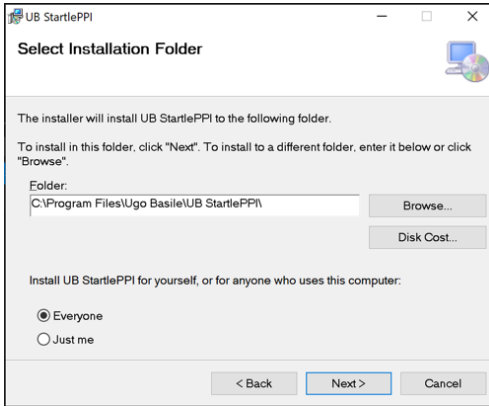 UB StartlePPI
Select Installation Folder
The installer will install UB StartlePPI to the following folder.
To install in this folder, click "Next". To install to a different folder, enter it below or click
"Browse".
Folder:
C:\Program Files\Ugo Basile\UB StartlePPI\
Browse...
Disk Cost...
Install UB StartlePPI for yourself, or for anyone who uses this computer:
Everyone
Just me
< Back
Next >
Cancel